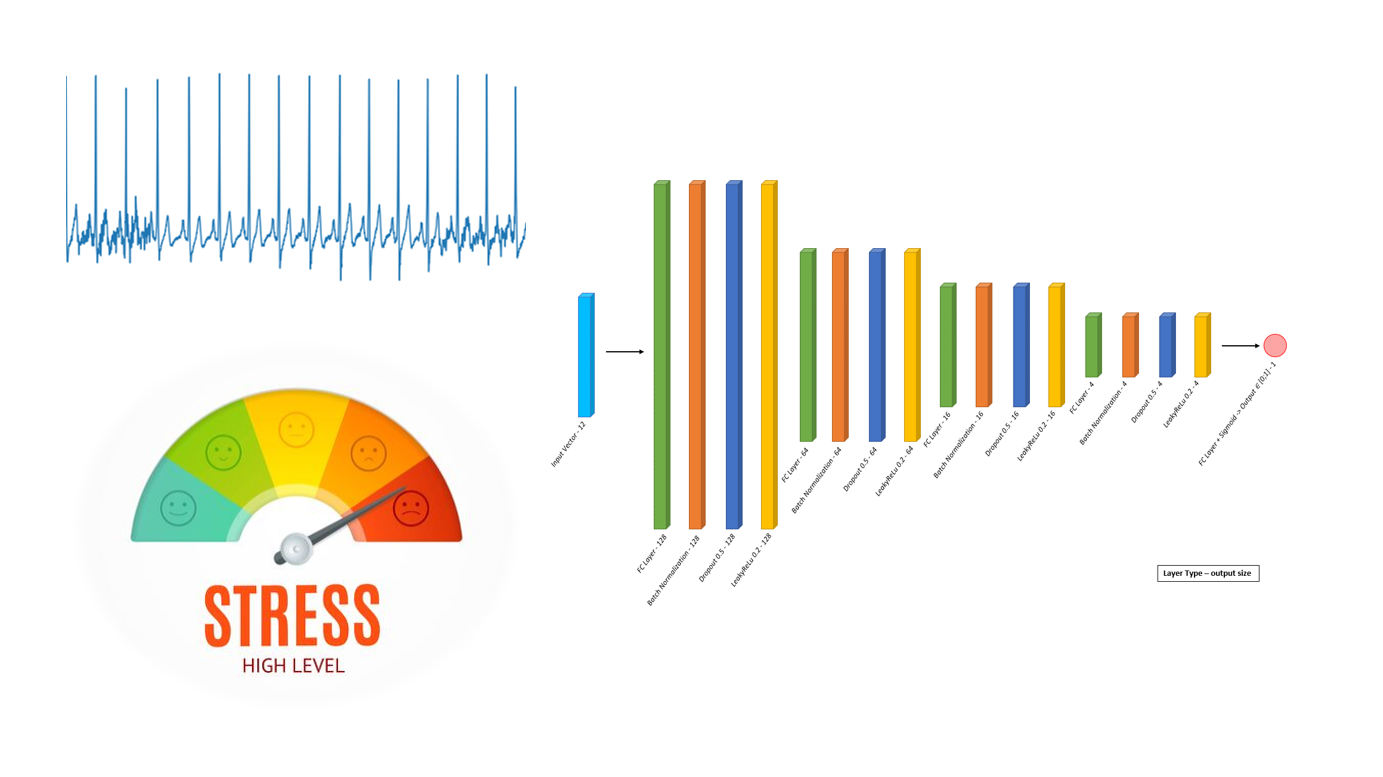 STRESS
HIGH LEVEL
Input Vector - 12
FC Layer - 128
Batch Normalization - 128
Dropout 0.5 - 128
LeakyReLu 0.2 - 128
FC Layer - 64
Batch Normalization - 64
Dropout 0.5 - 64
LeakyReLu 0.2 - 64
FC Layer - 16
Batch Normalization - 16
Dropout 0.5 - 16
LeakyReLu 0.2 - 16
FC Layer - 4
Batch Normalization - 4
Dropout 0.5 - 4
LeakyReLu 0.2 - 4
FC Layer + Sigmoid -> Output ∈ [0;1] - 1
Layer Type – output size